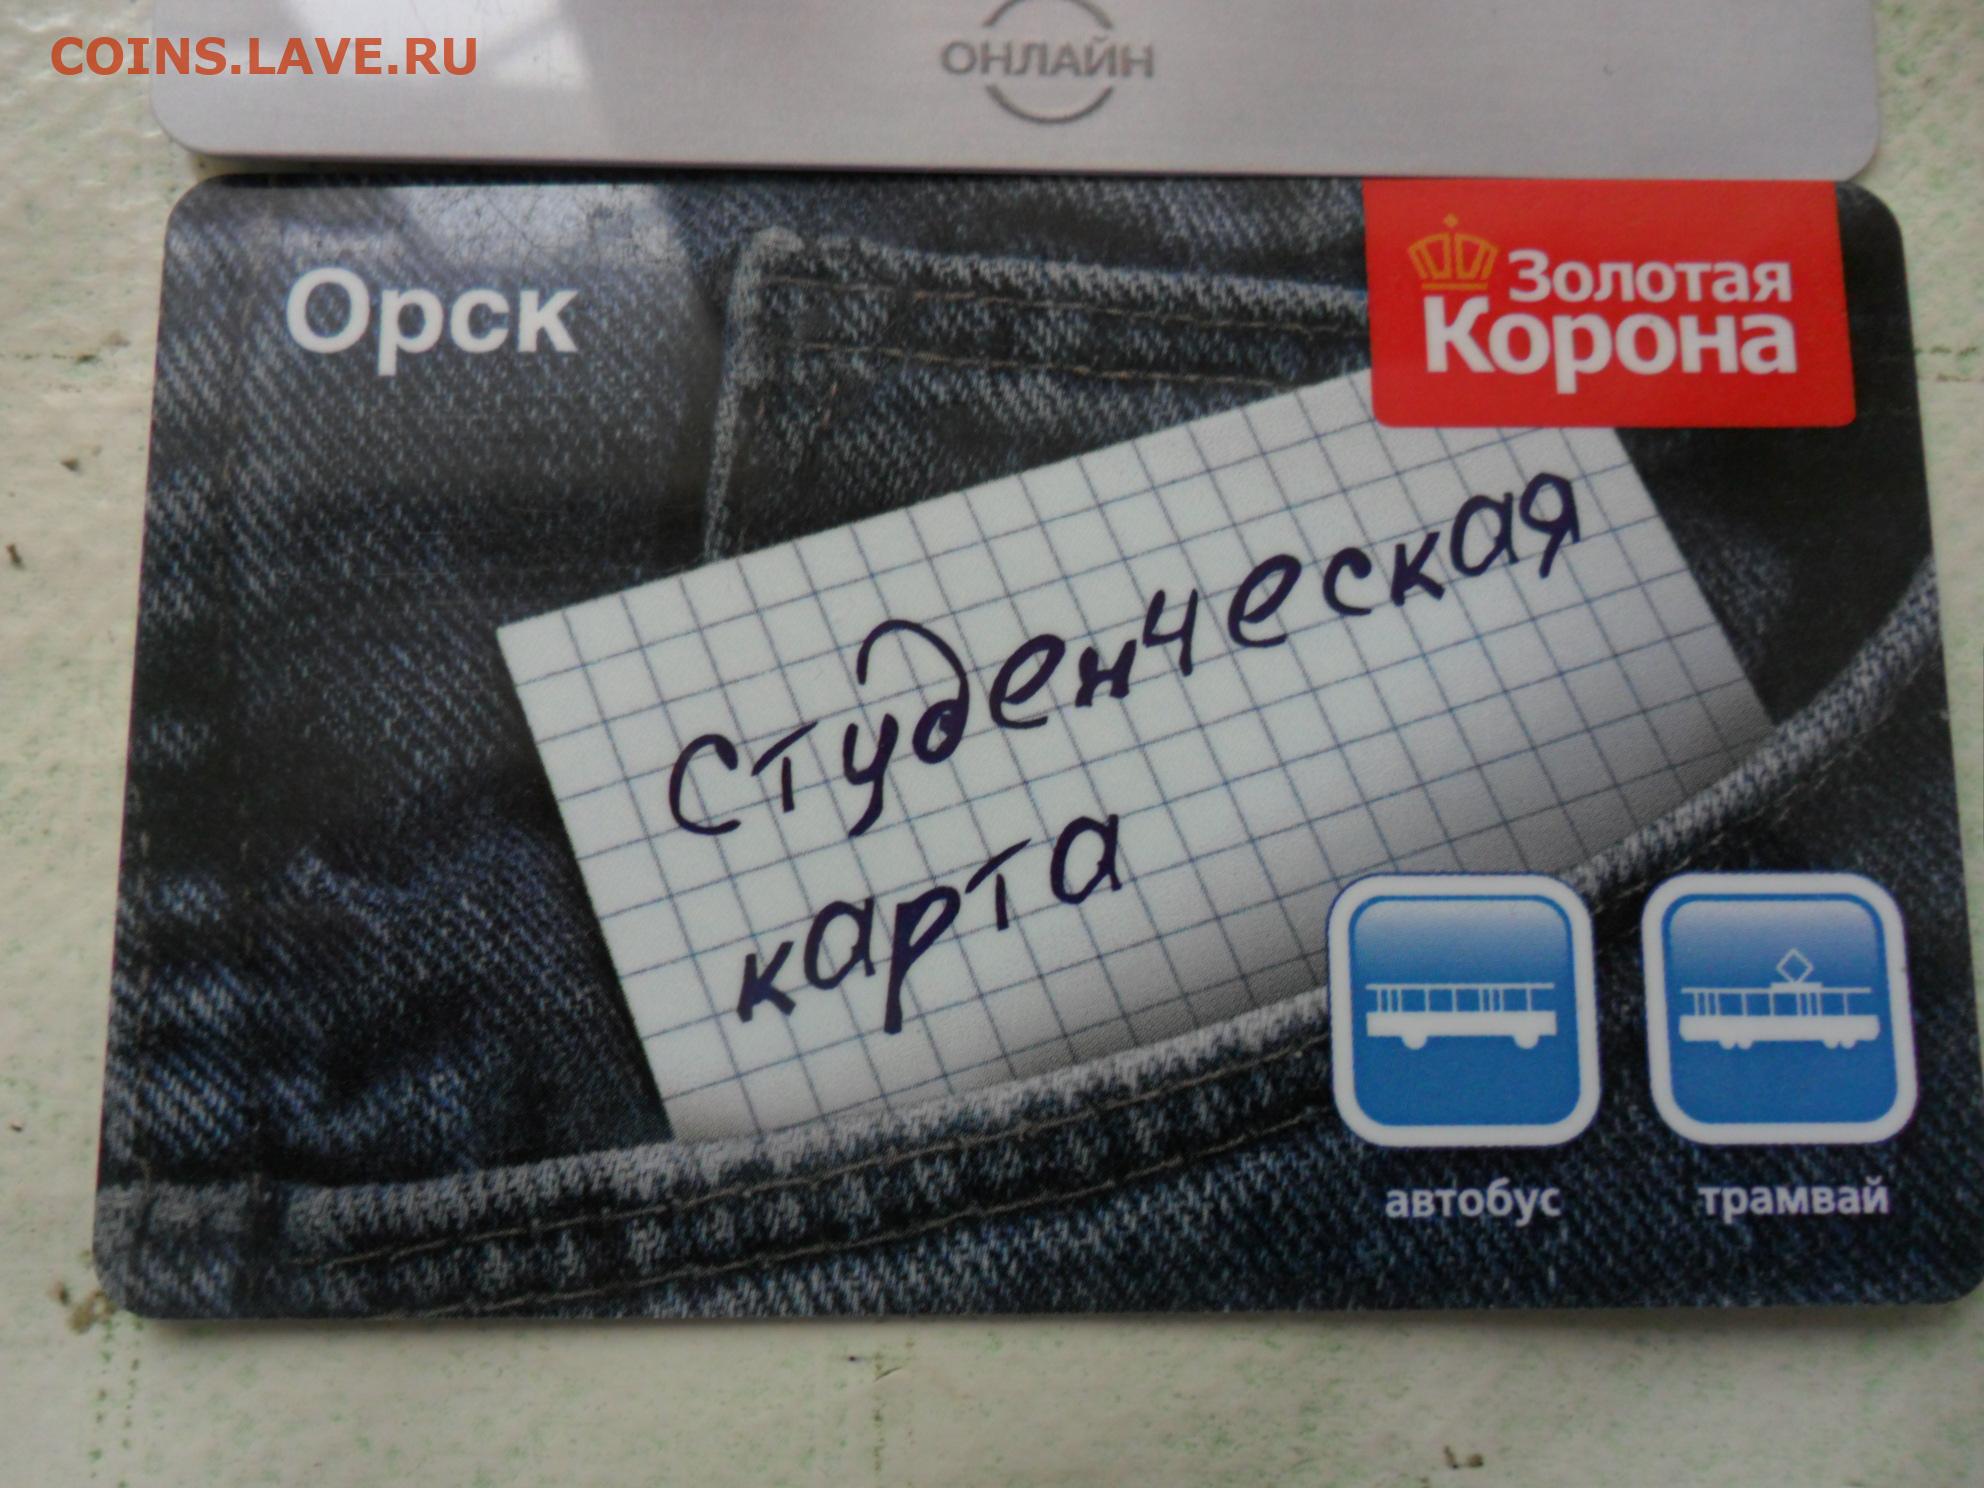 COINS.LAVE.RU
ОНЛАЙН
Орск
Золотая
Корона
Студенческая
карта
автобус
трамвай